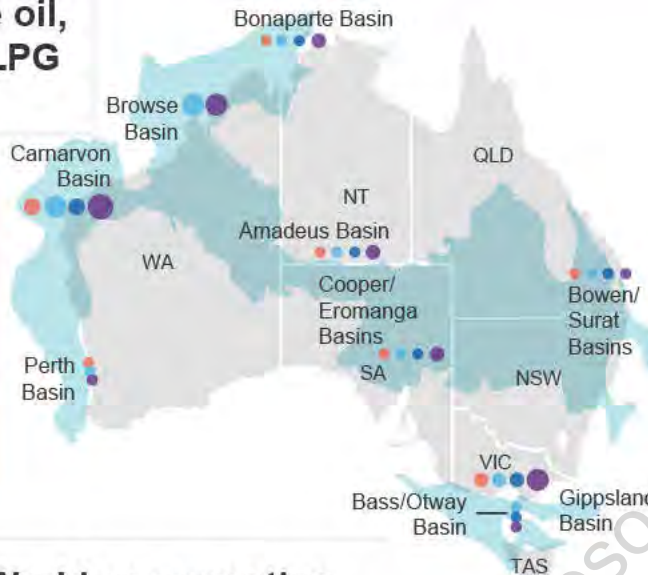 oil,
LPG
Bonaparte Basin
Browse
Basin
Carnarvon
Basin
QLD
NT
Amadeus Basin
WA
Cooper/
Eromanga
Basins
Bowen/
Surat
Basins
Perth
Basin
SA
NSW
VIC
Bass/Otway
Basin
Gippsland
Basin
TAS